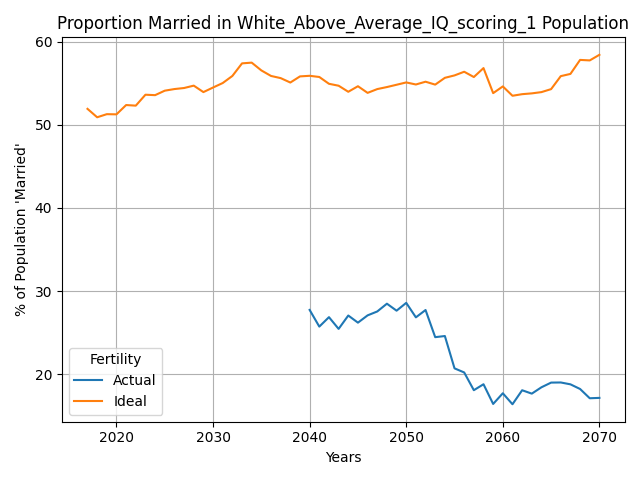 Proportion Married in White_Above_Average_IQ_scoring_1 Population
% of Population 'Married'
60
50
40
30
20
Fertility
Actual
Ideal
2020
2030
2040
2050
2060
2070
Years